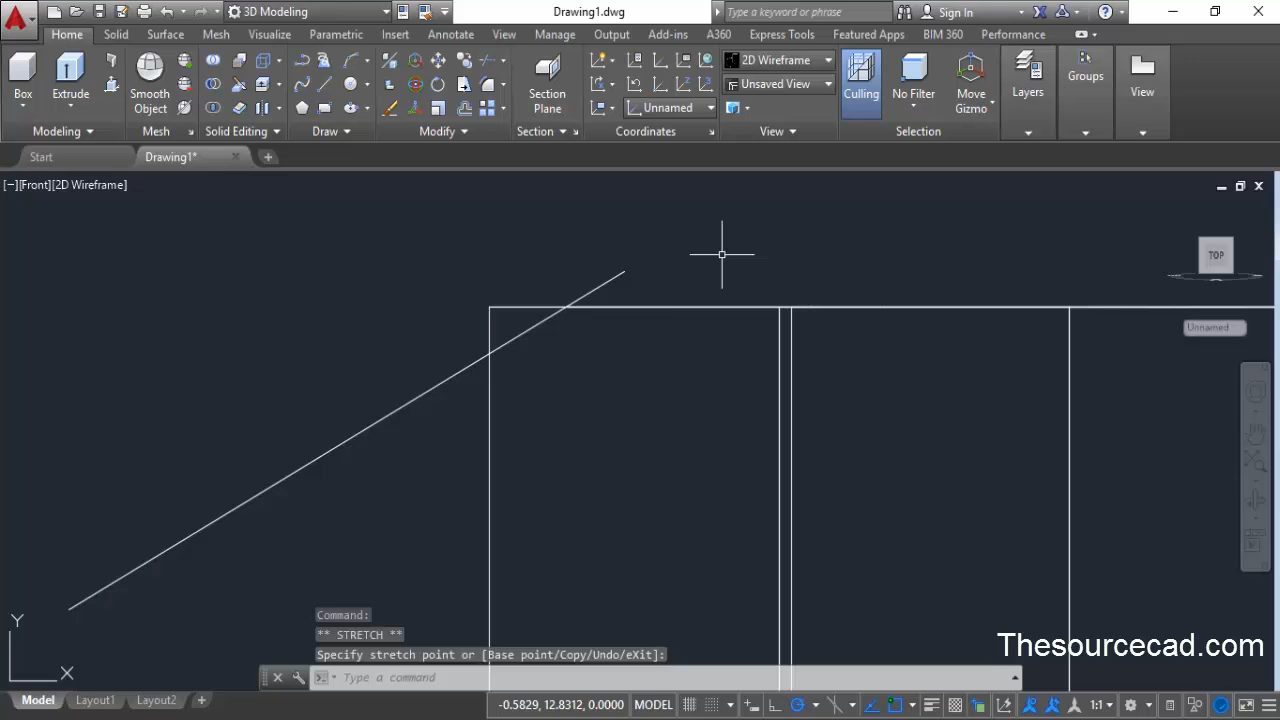 3D Modeling
Drawing1.dwg
Type a keyword or phrase
Sign In
Home Solid Surface Mesh Visualize Parametric Insert Annotate View Manage Output Add-ins A360 Express Tools Featured Apps BIM 360 Performance
Box
Extrude
Smooth Object
Section Plane
2D Wireframe
Unsaved View
Unnamed
Culling
No Filter
Move Gizmo
Layers
Groups
View
Modeling Mesh Solid Editing Draw Modify Section Coordinates View Selection
Start Drawing1* +
[−][Front][2D Wireframe]
TOP
Unnamed
Y
X
Command:
** STRETCH **
Specify stretch point or [Base point/Copy/Undo/eXit]:
Type a command
Thesourcecad.com
Model Layout1 Layout2 +
-0.5829, 12.8312, 0.0000 MODEL 1:1